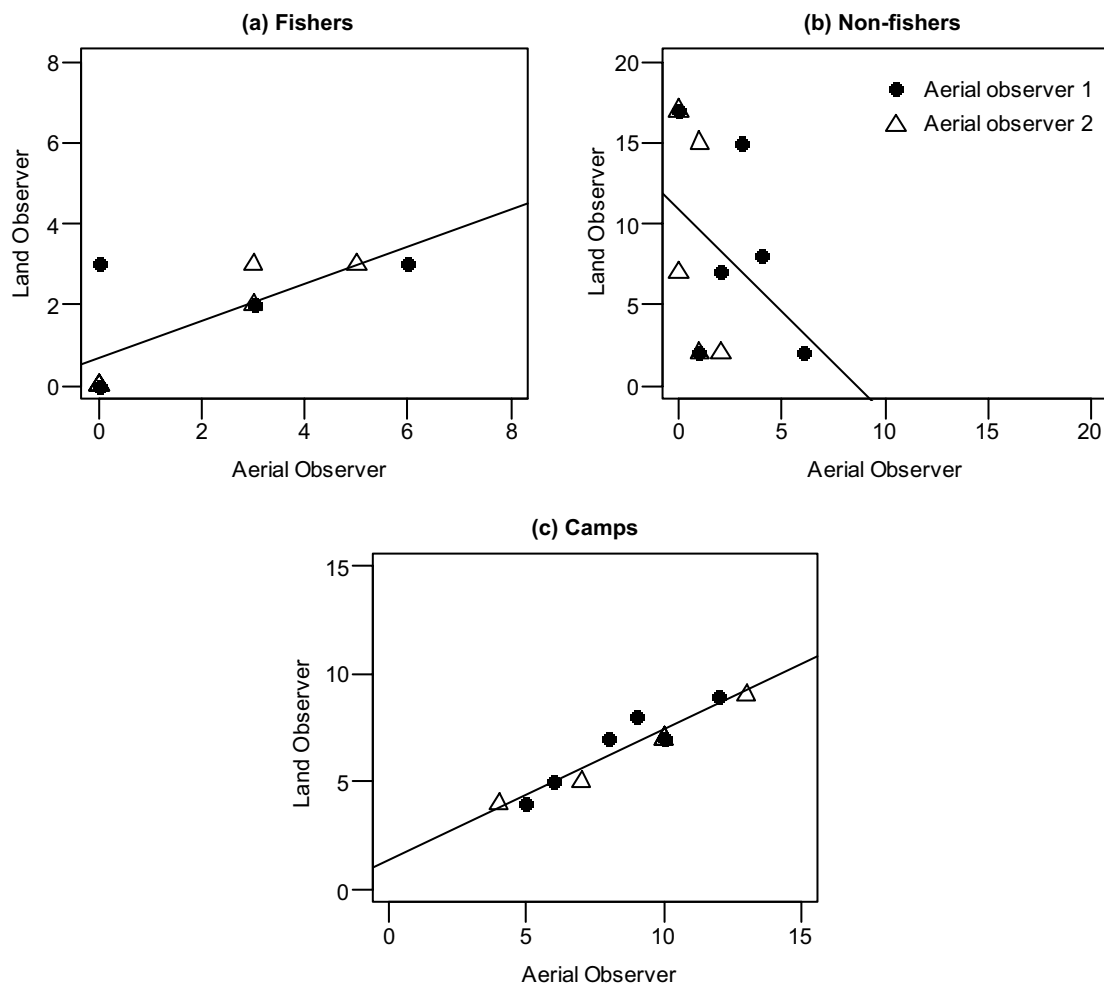 (a) Fishers
8
6
4
2
0
Land Observer
0 2 4 6 8
Aerial Observer
(b) Non-fishers
20
15
10
5
0
Land Observer
Aerial observer 1
Aerial observer 2
0 5 10 15 20
Aerial Observer
(c) Camps
15
10
5
0
Land Observer
0 5 10 15
Aerial Observer